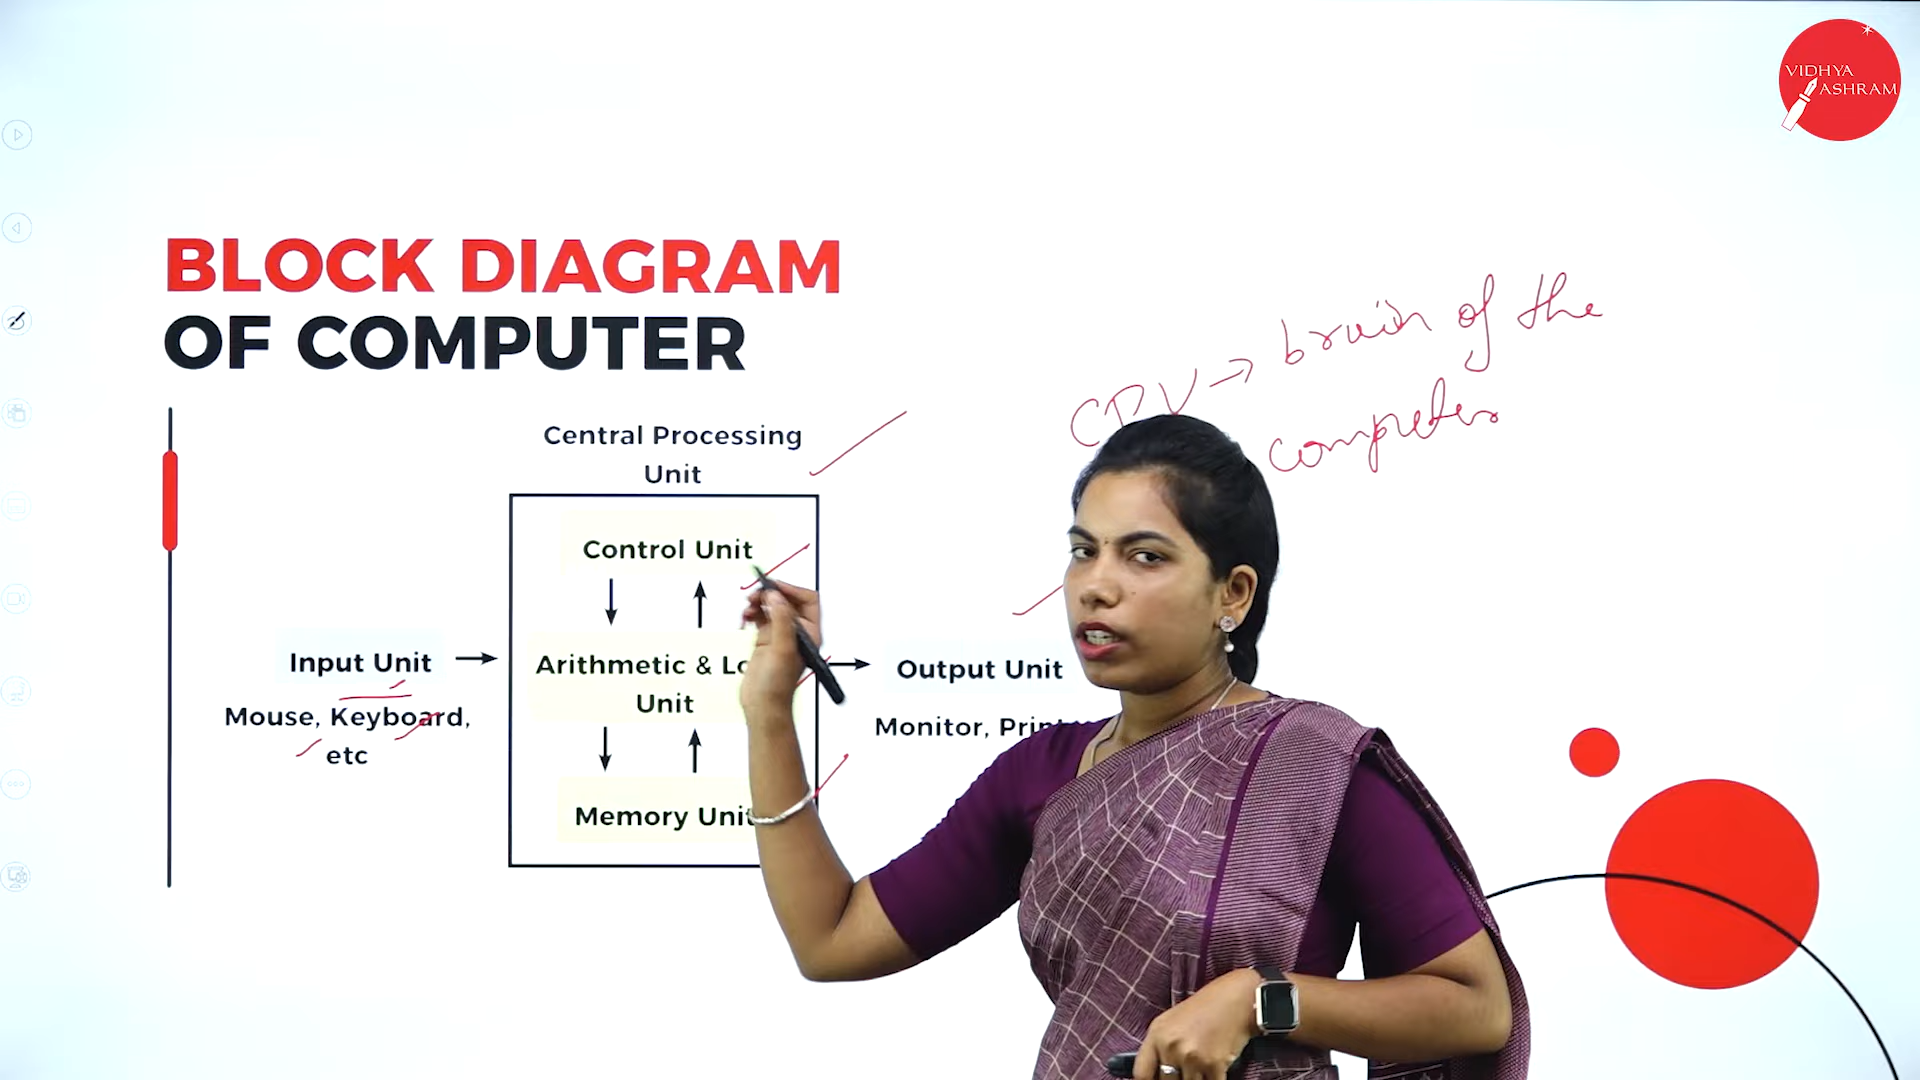 VIDHYA
ASHRAM
BLOCK DIAGRAM
OF COMPUTER
CPU → brain of the
computer
Central Processing
Unit
Control Unit
Input Unit
Arithmetic & Lo
Unit
Output Unit
Mouse, Keyboard,
etc
Monitor, Print
Memory Unit